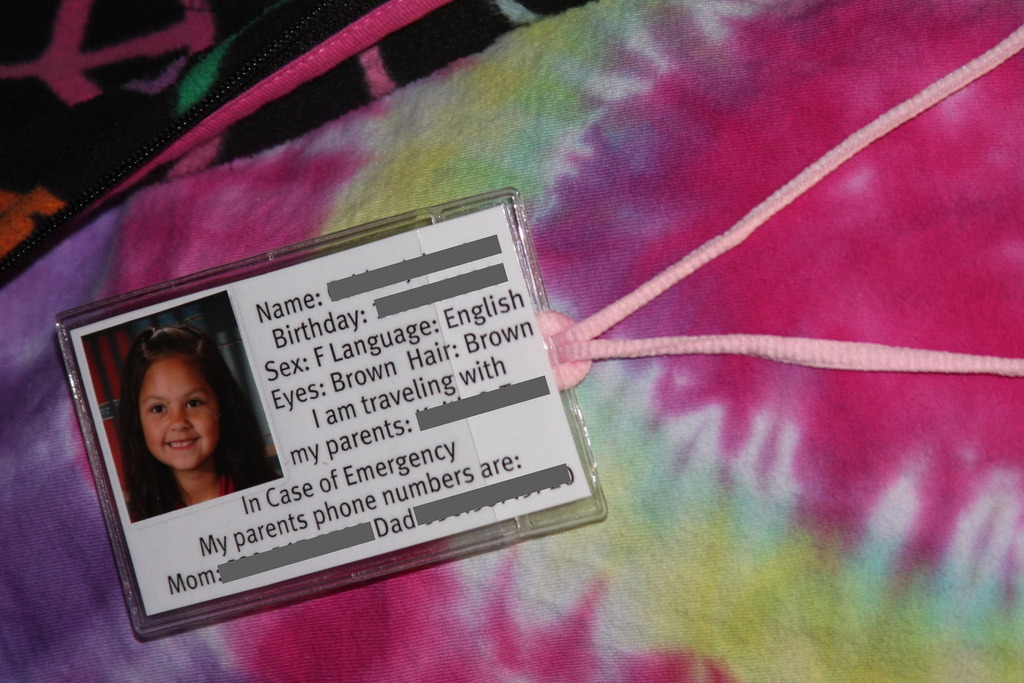 Name:
Birthday:
Sex: F Language: English
Eyes: Brown Hair: Brown
I am traveling with
my parents:
In Case of Emergency
My parents phone numbers are:
Mom: Dad